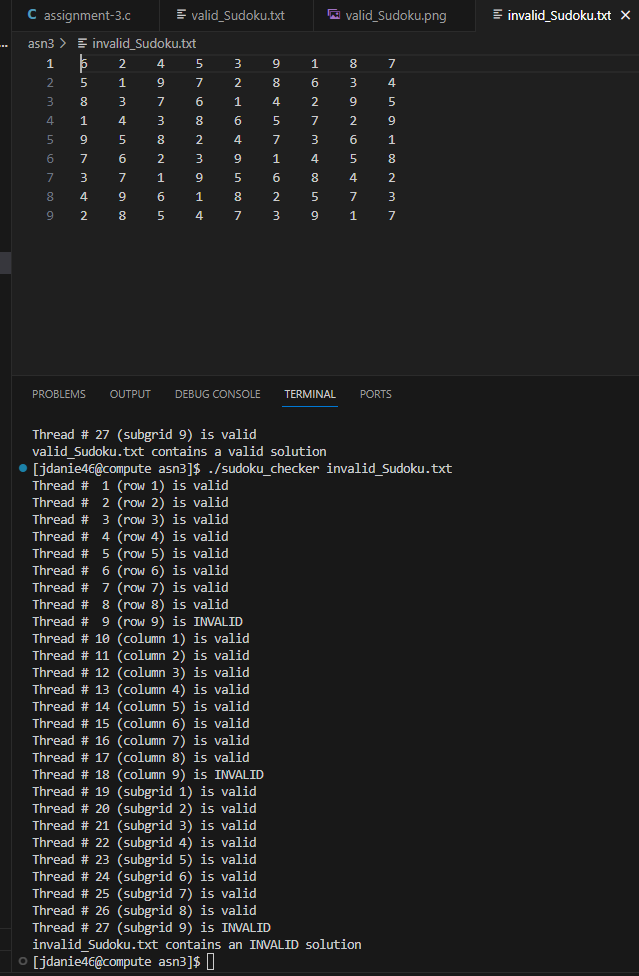 C assignment-3.c valid_Sudoku.txt valid_Sudoku.png invalid_Sudoku.txt
... asn3 > invalid_Sudoku.txt
1 6 2 4 5 3 9 1 8 7
2 5 1 9 7 2 8 6 3 4
3 8 3 7 6 1 4 2 9 5
4 1 4 3 8 6 5 7 2 9
5 9 5 8 2 4 7 3 6 1
6 7 6 2 3 9 1 4 5 8
7 3 7 1 9 5 6 8 4 2
8 4 9 6 1 8 2 5 7 3
9 2 8 5 4 7 3 9 1 7
PROBLEMS OUTPUT DEBUG CONSOLE TERMINAL PORTS
Thread # 27 (subgrid 9) is valid
valid_Sudoku.txt contains a valid solution
[jdanie46@compute asn3]$ ./sudoku_checker invalid_Sudoku.txt
Thread #  1 (row 1) is valid
Thread #  2 (row 2) is valid
Thread #  3 (row 3) is valid
Thread #  4 (row 4) is valid
Thread #  5 (row 5) is valid
Thread #  6 (row 6) is valid
Thread #  7 (row 7) is valid
Thread #  8 (row 8) is valid
Thread #  9 (row 9) is INVALID
Thread # 10 (column 1) is valid
Thread # 11 (column 2) is valid
Thread # 12 (column 3) is valid
Thread # 13 (column 4) is valid
Thread # 14 (column 5) is valid
Thread # 15 (column 6) is valid
Thread # 16 (column 7) is valid
Thread # 17 (column 8) is valid
Thread # 18 (column 9) is INVALID
Thread # 19 (subgrid 1) is valid
Thread # 20 (subgrid 2) is valid
Thread # 21 (subgrid 3) is valid
Thread # 22 (subgrid 4) is valid
Thread # 23 (subgrid 5) is valid
Thread # 24 (subgrid 6) is valid
Thread # 25 (subgrid 7) is valid
Thread # 26 (subgrid 8) is valid
Thread # 27 (subgrid 9) is INVALID
invalid_Sudoku.txt contains an INVALID solution
[jdanie46@compute asn3]$